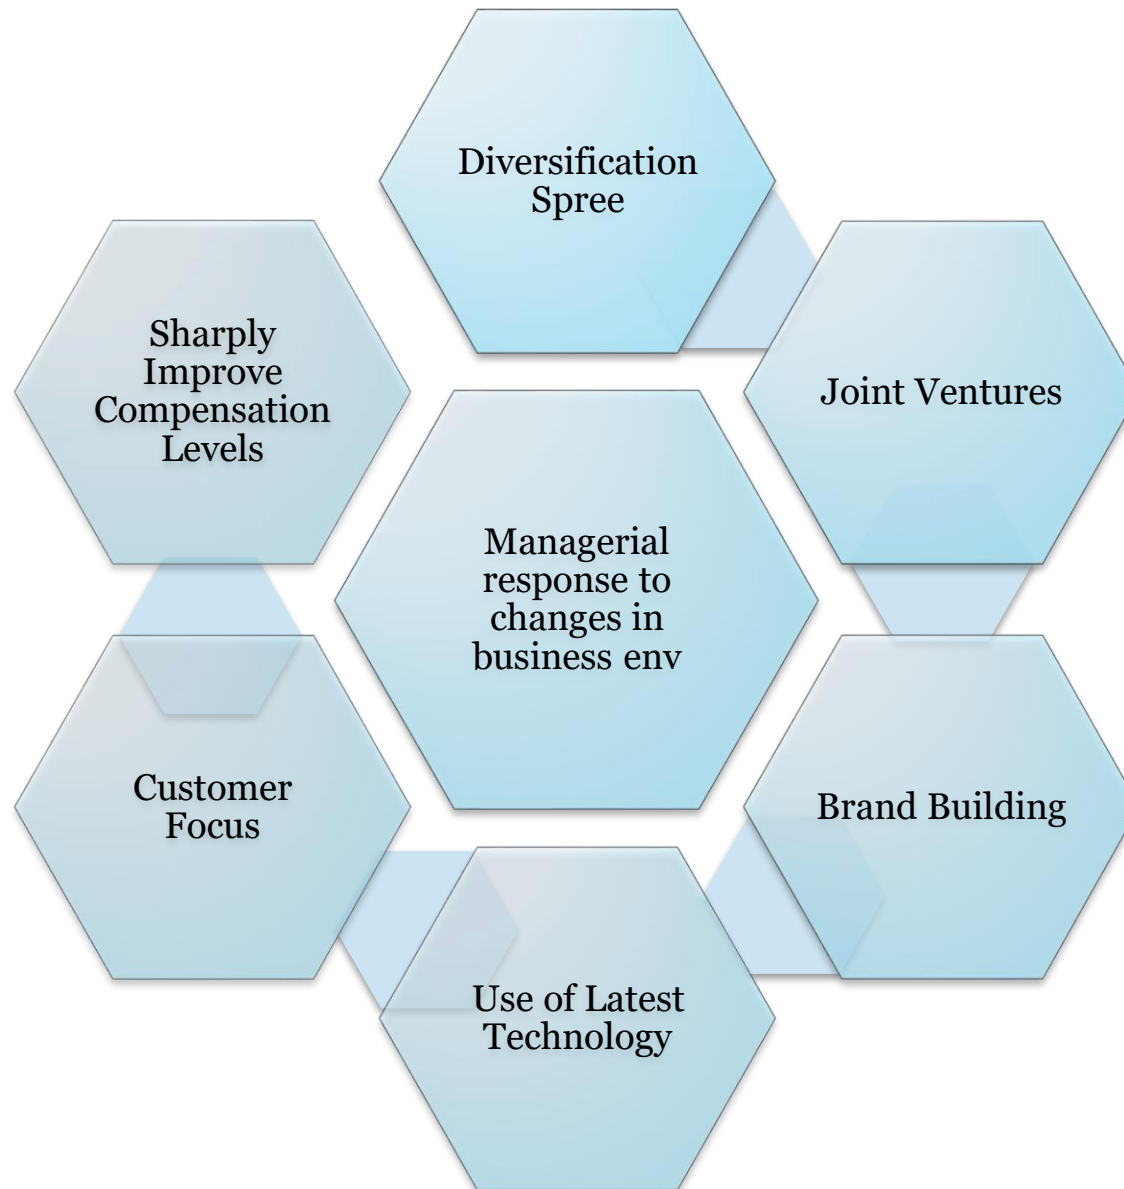 Diversification
Spree
Sharply
Improve
Compensation
Levels
Joint Ventures
Managerial
response to
changes in
business env
Customer
Focus
Brand Building
Use of Latest
Technology